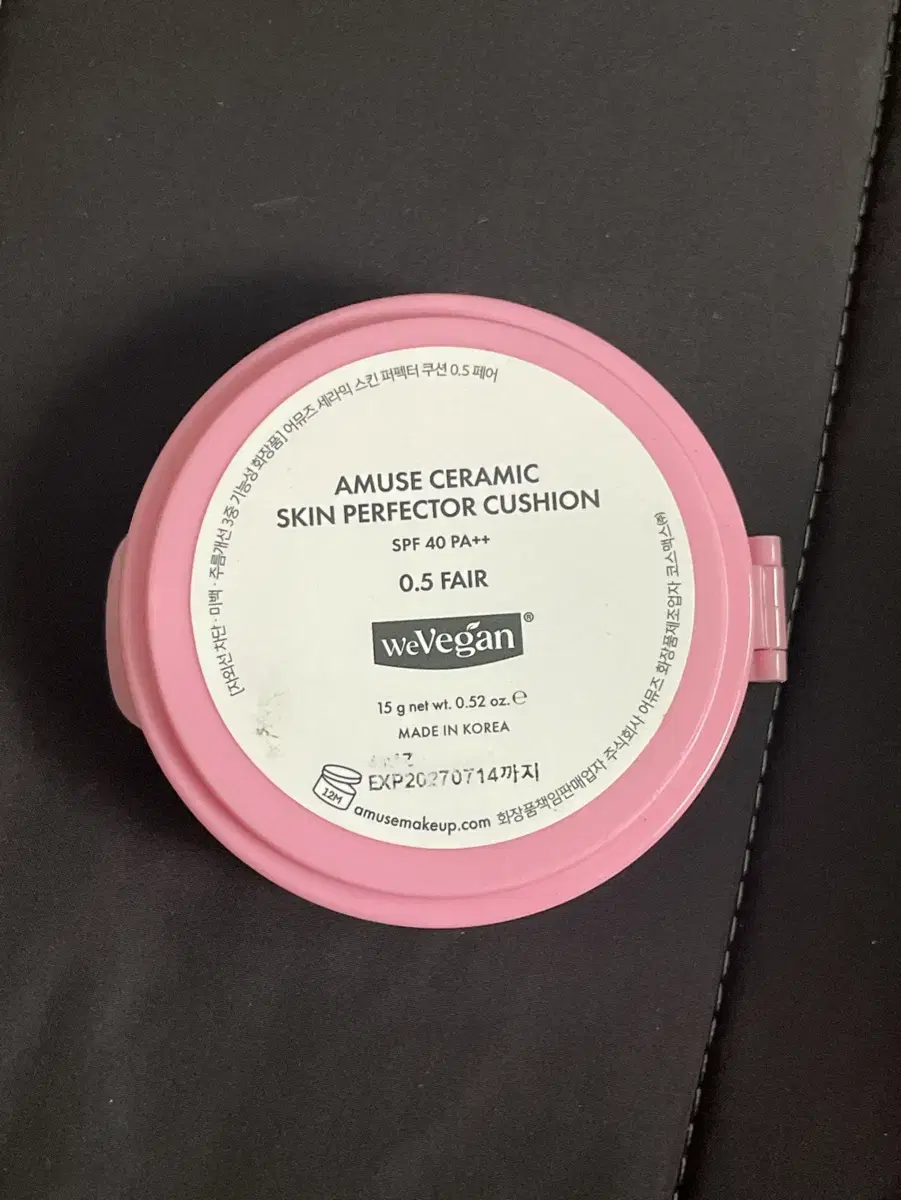 [자외선차단·미백·주름개선 3중 기능성 화장품] 어뮤즈 세라믹 스킨 퍼펙터 쿠션 0.5 페어
AMUSE CERAMIC
SKIN PERFECTOR CUSHION
SPF 40 PA++
0.5 FAIR
weVegan®
15 g net wt. 0.52 oz. ℮
MADE IN KOREA
EXP20270714까지
12M
amusemakeup.com 화장품책임판매업자 주식회사 어뮤즈 화장품제조업자 코스맥스㈜